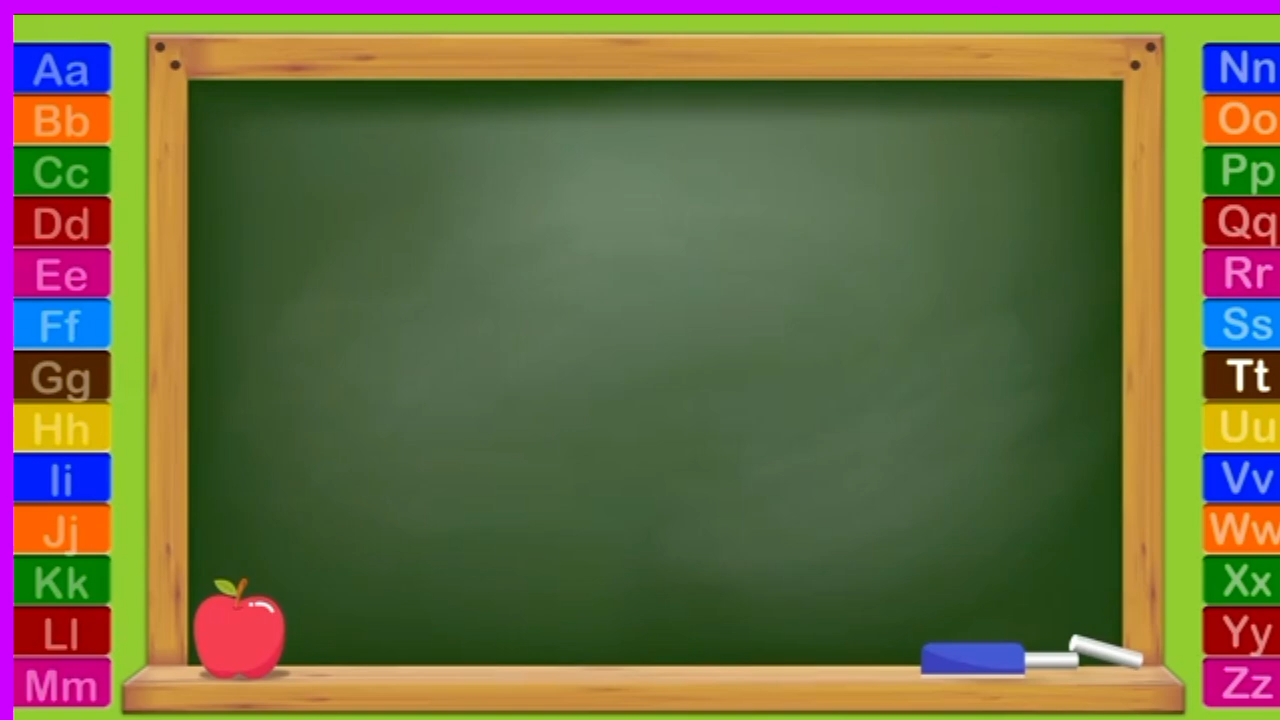 Aa
Bb
Cc
Dd
Ee
Ff
Gg
Hh
Ii
Jj
Kk
Ll
Mm
Nn
Oo
Pp
Qq
Rr
Ss
Tt
Uu
Vv
Ww
Xx
Yy
Zz